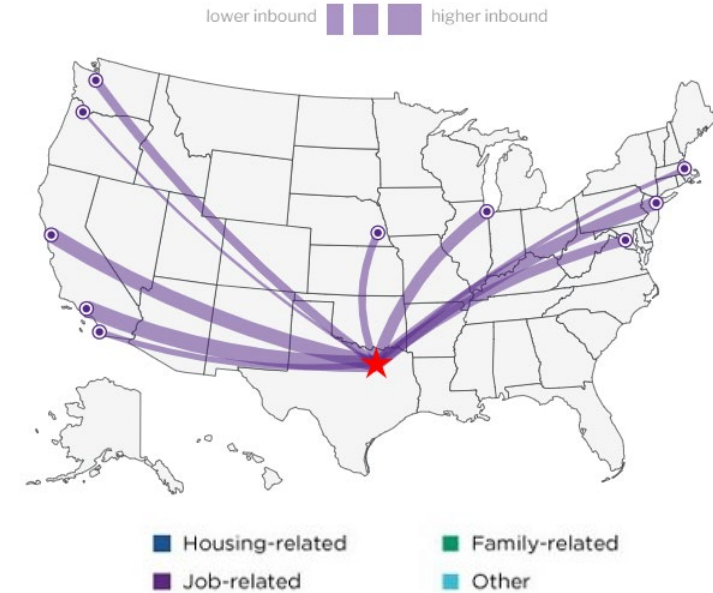 lower inbound higher inbound
Housing-related Family-related
Job-related Other